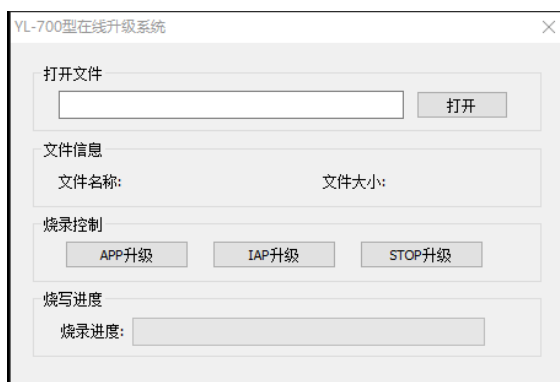 YL-700型在线升级系统
打开文件
打开
文件信息
文件名称: 文件大小:
烧录控制
APP升级 IAP升级 STOP升级
烧写进度
烧录进度: